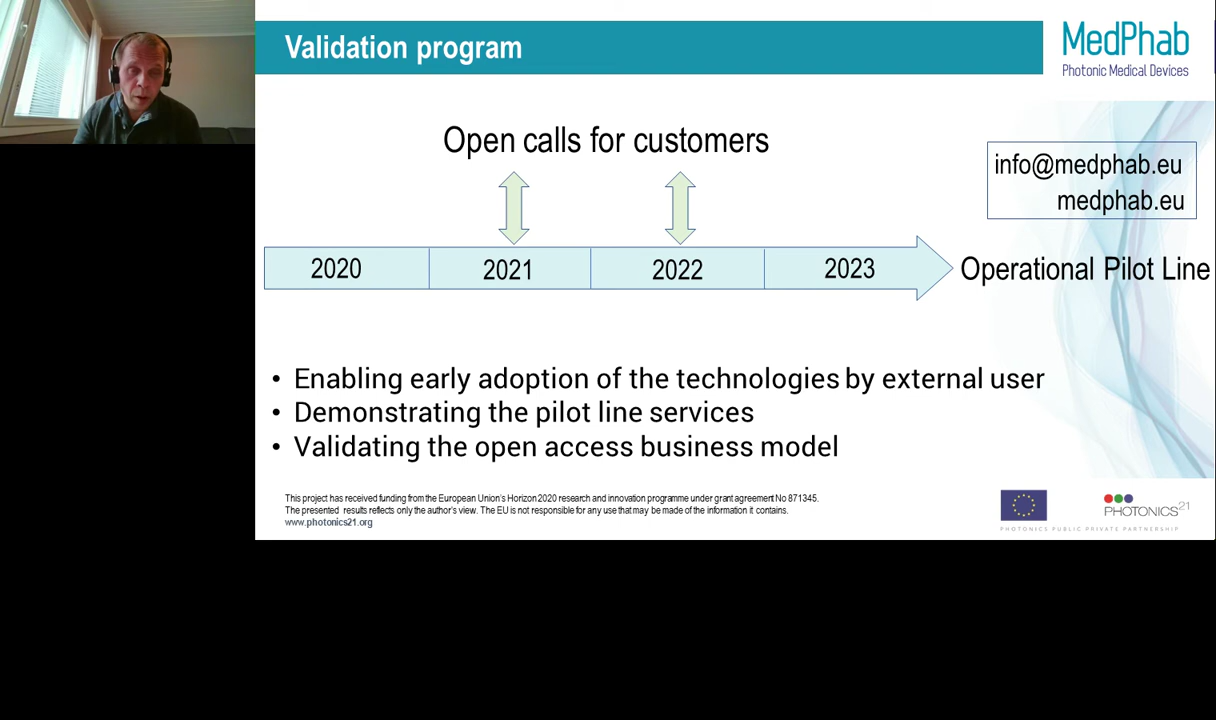 Validation program
MedPhab
Photonic Medical Devices
Open calls for customers
info@medphab.eu
medphab.eu
2020
2021
2022
2023
Operational Pilot Line
• Enabling early adoption of the technologies by external user
• Demonstrating the pilot line services
• Validating the open access business model
This project has received funding from the European Union's Horizon 2020 research and innovation programme under grant agreement No 871345.
The presented results reflects only the author's view. The EU is not responsible for any use that may be made of the information it contains.
www.photonics21.org
PHOTONICS21
PHOTONICS PUBLIC PRIVATE PARTNERSHIP